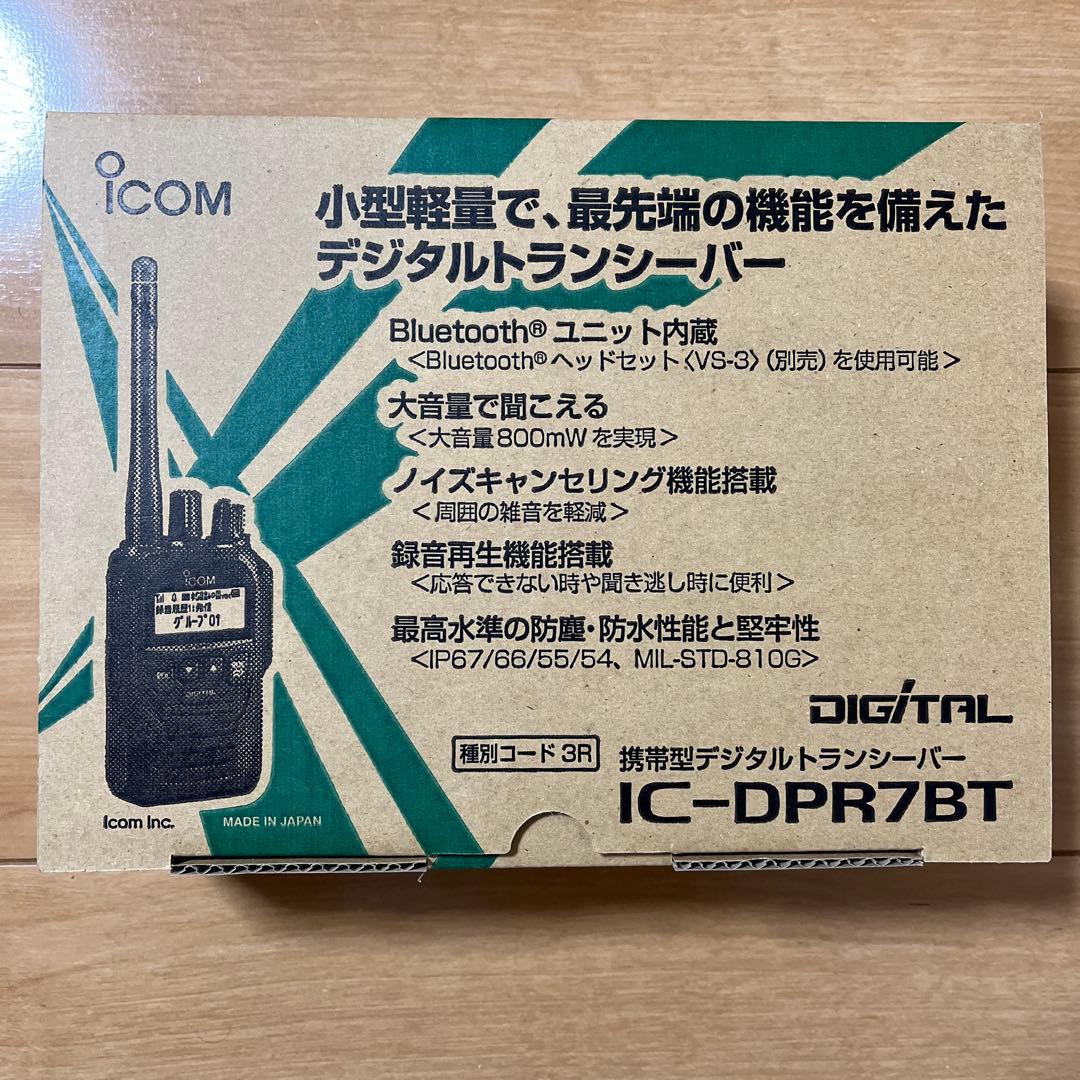 iCOM
小型軽量で、最先端の機能を備えた
デジタルトランシーバー
Bluetooth® ユニット内蔵
<Bluetooth® ヘッドセット〈VS-3〉(別売)を使用可能>
大音量で聞こえる
<大音量800mWを実現>
ノイズキャンセリング機能搭載
<周囲の雑音を軽減>
録音再生機能搭載
<応答できない時や聞き逃し時に便利>
最高水準の防塵・防水性能と堅牢性
<IP67/66/55/54、MIL-STD-810G>
iCOM
録音履歴1:発信
グループ01
DIGITAL
DIGITAL
種別コード 3R
携帯型デジタルトランシーバー
IC-DPR7BT
Icom Inc.
MADE IN JAPAN